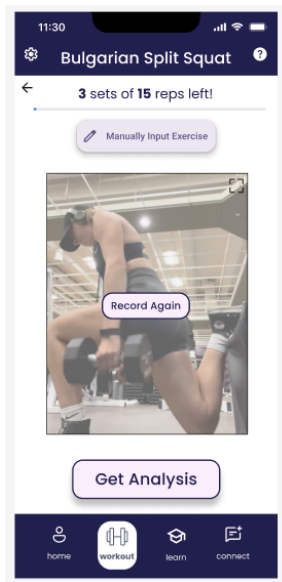 11:30
Bulgarian Split Squat
?
3 sets of 15 reps left!
Manually Input Exercise
Record Again
Get Analysis
home
workout
learn
connect